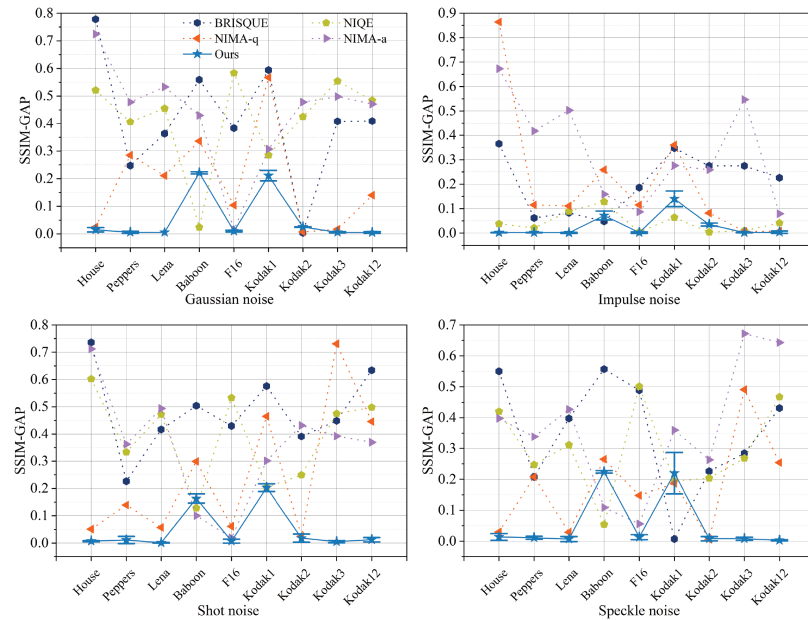 BRISQUE NIQE
NIMA-q NIMA-a
Ours
SSIM-GAP
0.8
0.7
0.6
0.5
0.4
0.3
0.2
0.1
0.0
House Peppers Lena Baboon F16 Kodak1 Kodak2 Kodak3 Kodak12
Gaussian noise
SSIM-GAP
0.9
0.8
0.7
0.6
0.5
0.4
0.3
0.2
0.1
0.0
House Peppers Lena Baboon F16 Kodak1 Kodak2 Kodak3 Kodak12
Impulse noise
SSIM-GAP
0.8
0.7
0.6
0.5
0.4
0.3
0.2
0.1
0.0
House Peppers Lena Baboon F16 Kodak1 Kodak2 Kodak3 Kodak12
Shot noise
SSIM-GAP
0.7
0.6
0.5
0.4
0.3
0.2
0.1
0.0
House Peppers Lena Baboon F16 Kodak1 Kodak2 Kodak3 Kodak12
Speckle noise